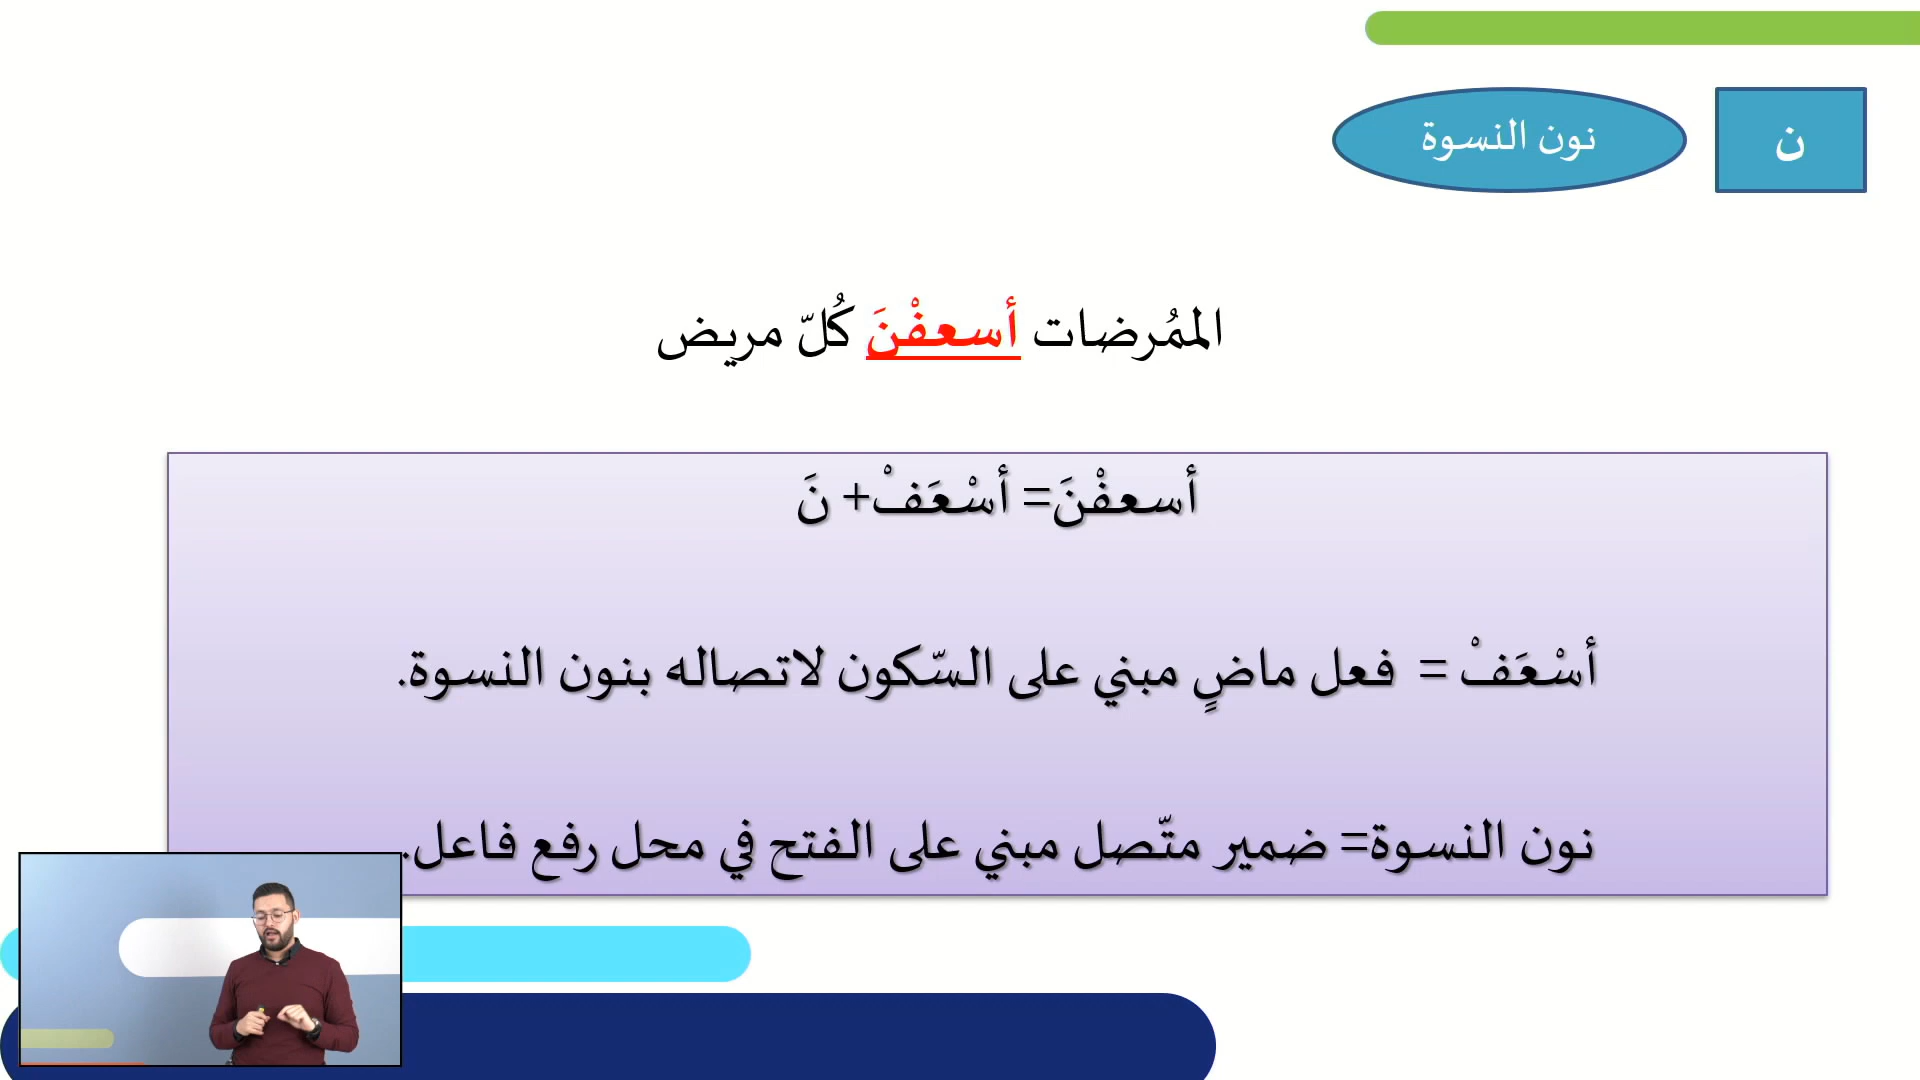 ن
نون النسوة
الممُرضات أسعفْنَ كُلّ مريض
أسعفْنَ= أسْعَفْ+ نَ
أسْعَفْ = فعل ماضٍ مبني على السّكون لاتصاله بنون النسوة.
نون النسوة= ضمير متّصل مبني على الفتح في محل رفع فاعل.